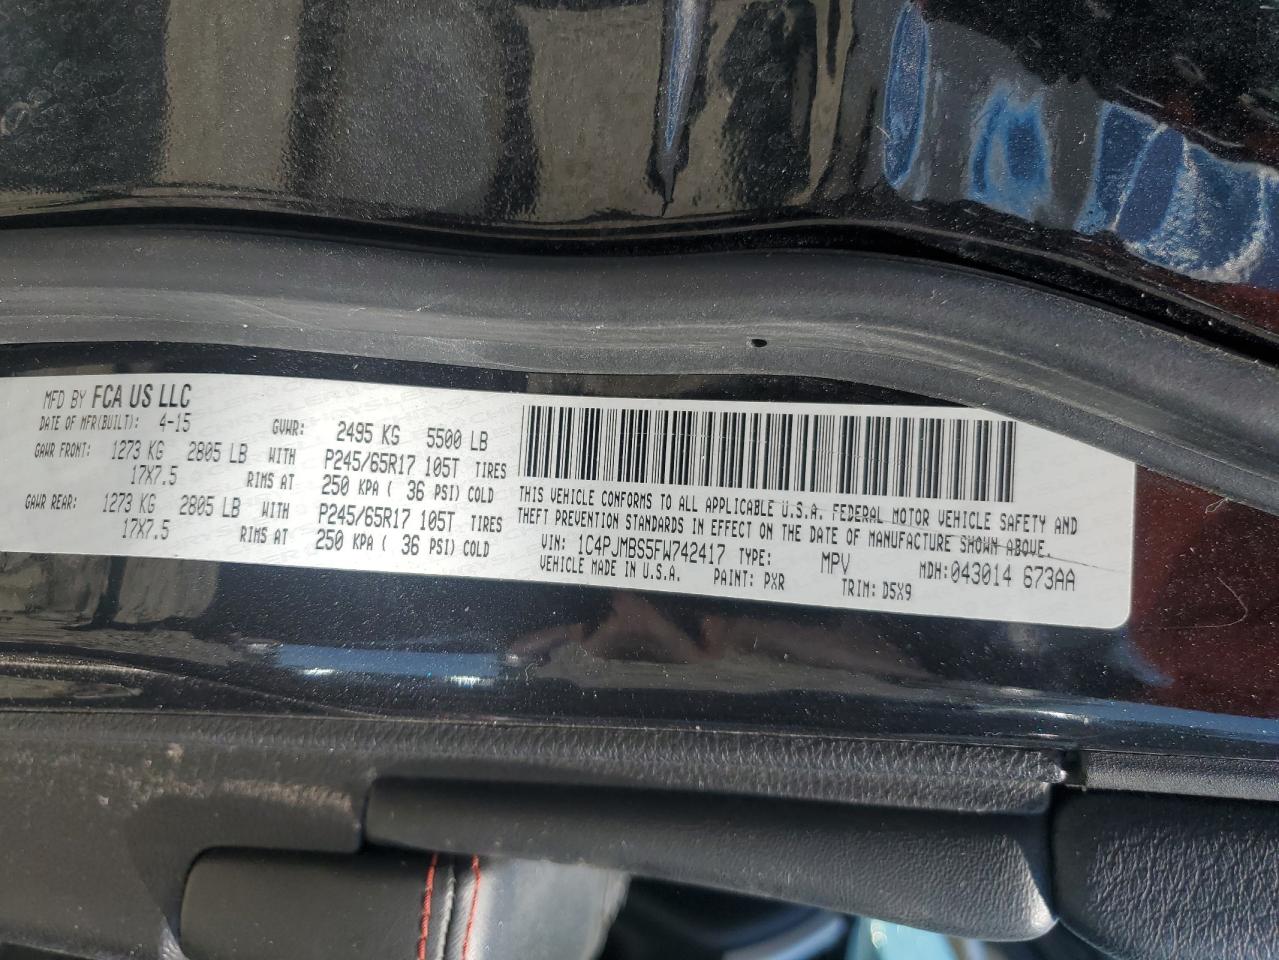 MFD BY FCA US LLC
DATE OF MFR(BUILT): 4-15 GVWR: 2495 KG 5500 LB
GAWR FRONT: 1273 KG 2805 LB WITH P245/65R17 105T TIRES
17X7.5 RIMS AT 250 KPA ( 36 PSI) COLD
GAWR REAR: 1273 KG 2805 LB WITH P245/65R17 105T TIRES
17X7.5 RIMS AT 250 KPA ( 36 PSI) COLD
THIS VEHICLE CONFORMS TO ALL APPLICABLE U.S.A. FEDERAL MOTOR VEHICLE SAFETY AND
THEFT PREVENTION STANDARDS IN EFFECT ON THE DATE OF MANUFACTURE SHOWN ABOVE.
VIN: 1C4PJMBS5FW742417 TYPE: MPV MDH: 043014 673AA
VEHICLE MADE IN U.S.A. PAINT: PXR TRIM: D5X9